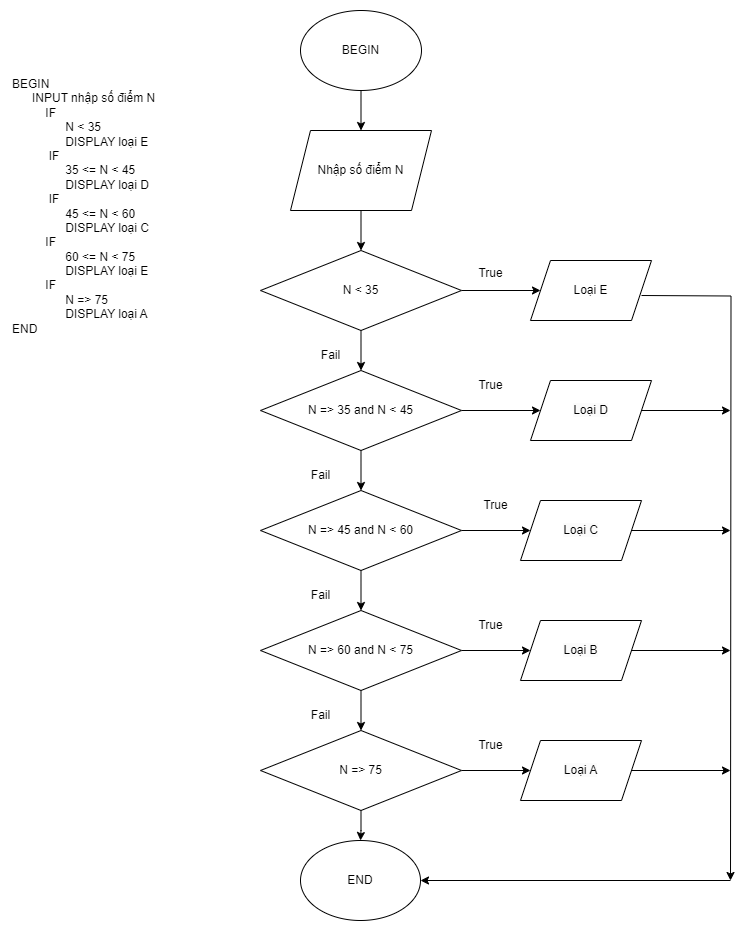 BEGIN
INPUT nhập số điểm N
IF
N < 35
DISPLAY loại E
IF
35 <= N < 45
DISPLAY loại D
IF
45 <= N < 60
DISPLAY loại C
IF
60 <= N < 75
DISPLAY loại E
IF
N => 75
DISPLAY loại A
END
BEGIN
Nhập số điểm N
N < 35
True
Loại E
Fail
N => 35 and N < 45
True
Loại D
Fail
N => 45 and N < 60
True
Loại C
Fail
N => 60 and N < 75
True
Loại B
Fail
N => 75
True
Loại A
END